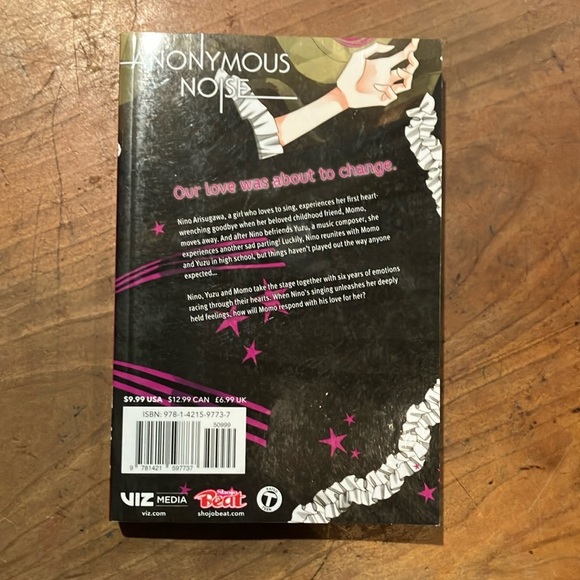 ANONYMOUS
NOISE
Our love was about to change.
Nino Arisugawa, a girl who loves to sing, experiences her first heart-
wrenching goodbye when her beloved childhood friend, Momo,
moves away. And after Nino befriends Yuzu, a music composer, she
experiences another sad parting! Luckily, Nino reunites with Momo
and Yuzu in high school, but things haven't played out the way anyone
expected...
Nino, Yuzu and Momo take the stage together with six years of emotions
racing through their hearts. When Nino's singing unleashes her deeply
held feelings, how will Momo respond with his love for her?
$9.99 USA $12.99 CAN £6.99 UK
ISBN: 978-1-4215-9773-7
50999
9 781421 597737
VIZ MEDIA
viz.com
Shojo
Beat
shojobeat.com
T